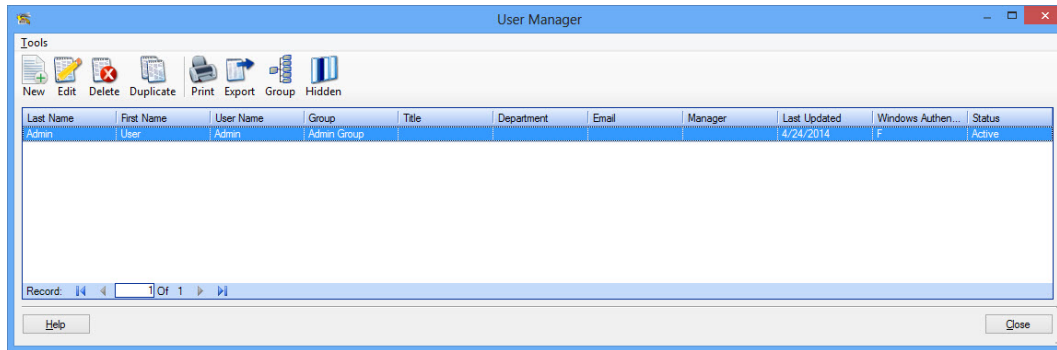 User Manager
Tools
New Edit Delete Duplicate Print Export Group Hidden
Last Name First Name User Name Group Title Department Email Manager Last Updated Windows Authen... Status
Admin User Admin Admin Group 4/24/2014 F Active
Record: 1 Of 1
Help Close